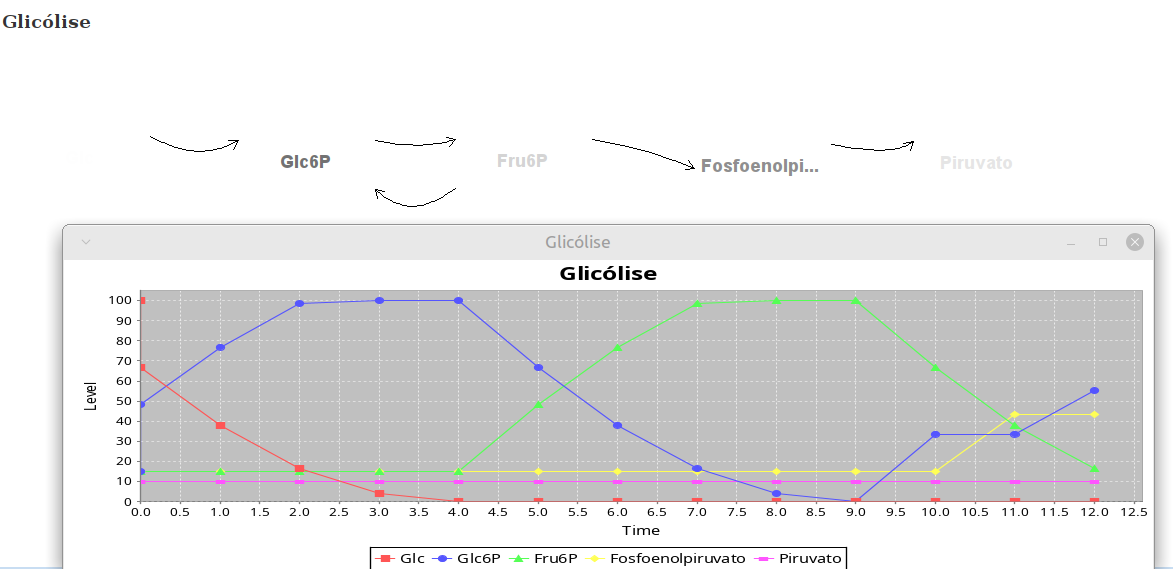 Glicólise
Glc6P Fru6P Fosfoenolpi... Piruvato
Glicólise
Glicólise
Level
100
90
80
70
60
50
40
30
20
10
0
0.0 0.5 1.0 1.5 2.0 2.5 3.0 3.5 4.0 4.5 5.0 5.5 6.0 6.5 7.0 7.5 8.0 8.5 9.0 9.5 10.0 10.5 11.0 11.5 12.0 12.5
Time
Glc Glc6P Fru6P Fosfoenolpiruvato Piruvato